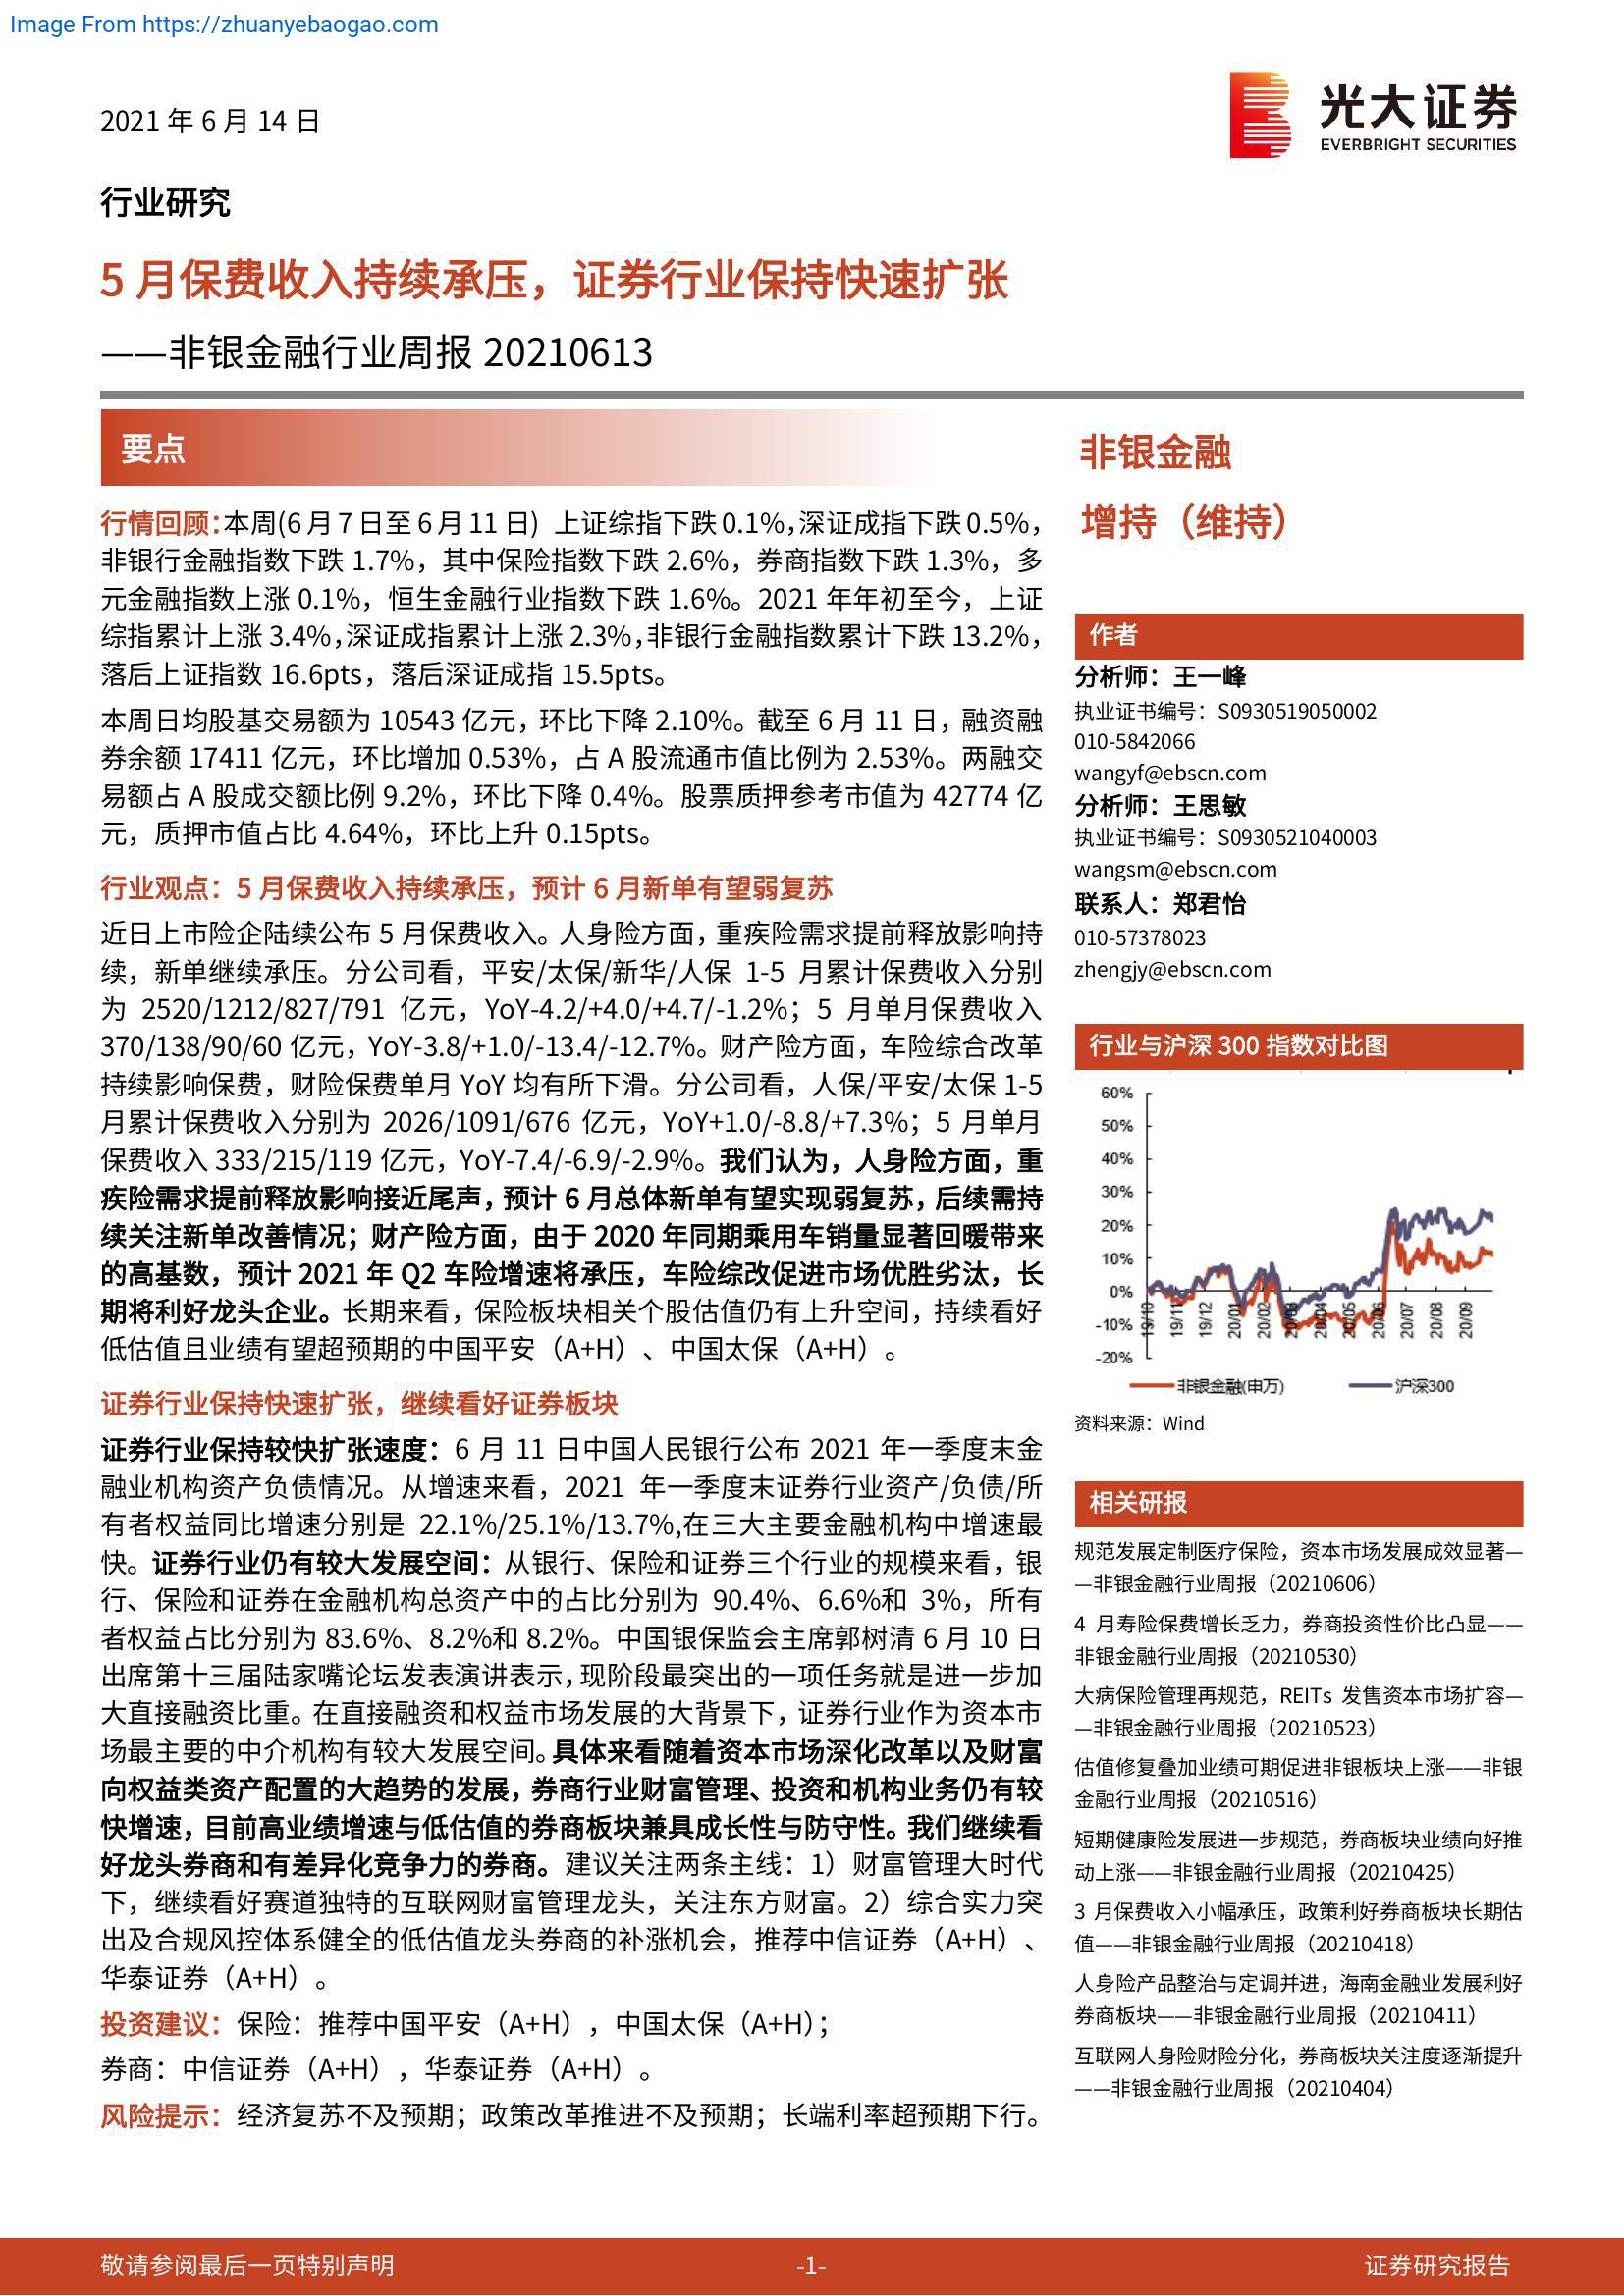 Image From https://zhuanyebaogao.com
2021 年 6 月 14 日
光大证券
EVERBRIGHT SECURITIES
行业研究
5 月保费收入持续承压，证券行业保持快速扩张
——非银金融行业周报 20210613
要点
行情回顾：本周(6月7日至6月11日) 上证综指下跌0.1%，深证成指下跌0.5%，
非银行金融指数下跌 1.7%，其中保险指数下跌 2.6%，券商指数下跌 1.3%，多
元金融指数上涨 0.1%，恒生金融行业指数下跌 1.6%。2021 年年初至今，上证
综指累计上涨 3.4%，深证成指累计上涨 2.3%，非银行金融指数累计下跌 13.2%，
落后上证指数 16.6pts，落后深证成指 15.5pts。
本周日均股基交易额为 10543 亿元，环比下降 2.10%。截至 6 月 11 日，融资融
券余额 17411 亿元，环比增加 0.53%，占 A 股流通市值比例为 2.53%。两融交
易额占 A 股成交额比例 9.2%，环比下降 0.4%。股票质押参考市值为 42774 亿
元，质押市值占比 4.64%，环比上升 0.15pts。
行业观点：5 月保费收入持续承压，预计 6 月新单有望弱复苏
近日上市险企陆续公布 5 月保费收入。人身险方面，重疾险需求提前释放影响持
续，新单继续承压。分公司看，平安/太保/新华/人保 1-5 月累计保费收入分别
为 2520/1212/827/791 亿元，YoY-4.2/+4.0/+4.7/-1.2%；5 月单月保费收入
370/138/90/60 亿元，YoY-3.8/+1.0/-13.4/-12.7%。财产险方面，车险综合改革
持续影响保费，财险保费单月 YoY 均有所下滑。分公司看，人保/平安/太保 1-5
月累计保费收入分别为 2026/1091/676 亿元，YoY+1.0/-8.8/+7.3%；5 月单月
保费收入 333/215/119 亿元，YoY-7.4/-6.9/-2.9%。我们认为，人身险方面，重
疾险需求提前释放影响接近尾声，预计 6 月总体新单有望实现弱复苏，后续需持
续关注新单改善情况；财产险方面，由于 2020 年同期乘用车销量显著回暖带来
的高基数，预计 2021 年 Q2 车险增速将承压，车险综改促进市场优胜劣汰，长
期将利好龙头企业。长期来看，保险板块相关个股估值仍有上升空间，持续看好
低估值且业绩有望超预期的中国平安（A+H）、中国太保（A+H）。
证券行业保持快速扩张，继续看好证券板块
证券行业保持较快扩张速度：6 月 11 日中国人民银行公布 2021 年一季度末金
融业机构资产负债情况。从增速来看，2021 年一季度末证券行业资产/负债/所
有者权益同比增速分别是 22.1%/25.1%/13.7%,在三大主要金融机构中增速最
快。证券行业仍有较大发展空间：从银行、保险和证券三个行业的规模来看，银
行、保险和证券在金融机构总资产中的占比分别为 90.4%、6.6%和 3%，所有
者权益占比分别为 83.6%、8.2%和 8.2%。中国银保监会主席郭树清 6 月 10 日
出席第十三届陆家嘴论坛发表演讲表示，现阶段最突出的一项任务就是进一步加
大直接融资比重。在直接融资和权益市场发展的大背景下，证券行业作为资本市
场最主要的中介机构有较大发展空间。具体来看随着资本市场深化改革以及财富
向权益类资产配置的大趋势的发展，券商行业财富管理、投资和机构业务仍有较
快增速，目前高业绩增速与低估值的券商板块兼具成长性与防守性。我们继续看
好龙头券商和有差异化竞争力的券商。建议关注两条主线：1）财富管理大时代
下，继续看好赛道独特的互联网财富管理龙头，关注东方财富。2）综合实力突
出及合规风控体系健全的低估值龙头券商的补涨机会，推荐中信证券（A+H）、
华泰证券（A+H）。
投资建议：保险：推荐中国平安（A+H），中国太保（A+H）；
券商：中信证券（A+H），华泰证券（A+H）。
风险提示：经济复苏不及预期；政策改革推进不及预期；长端利率超预期下行。
非银金融
增持（维持）
作者
分析师：王一峰
执业证书编号：S0930519050002
010-5842066
wangyf@ebscn.com
分析师：王思敏
执业证书编号：S0930521040003
wangsm@ebscn.com
联系人：郑君怡
010-57378023
zhengjy@ebscn.com
行业与沪深 300 指数对比图
60%
50%
40%
30%
20%
10%
0%
-10%
-20%
19/10 19/11 19/12 20/01 20/02 20/03 20/04 20/05 20/06 20/07 20/08 20/09
非银金融(申万) 沪深300
资料来源：Wind
相关研报
规范发展定制医疗保险，资本市场发展成效显著—
—非银金融行业周报（20210606）
4 月寿险保费增长乏力，券商投资性价比凸显——
非银金融行业周报（20210530）
大病保险管理再规范，REITs 发售资本市场扩容—
—非银金融行业周报（20210523）
估值修复叠加业绩可期促进非银板块上涨——非银
金融行业周报（20210516）
短期健康险发展进一步规范，券商板块业绩向好推
动上涨——非银金融行业周报（20210425）
3 月保费收入小幅承压，政策利好券商板块长期估
值——非银金融行业周报（20210418）
人身险产品整治与定调并进，海南金融业发展利好
券商板块——非银金融行业周报（20210411）
互联网人身险财险分化，券商板块关注度逐渐提升
——非银金融行业周报（20210404）
敬请参阅最后一页特别声明
-1-
证券研究报告